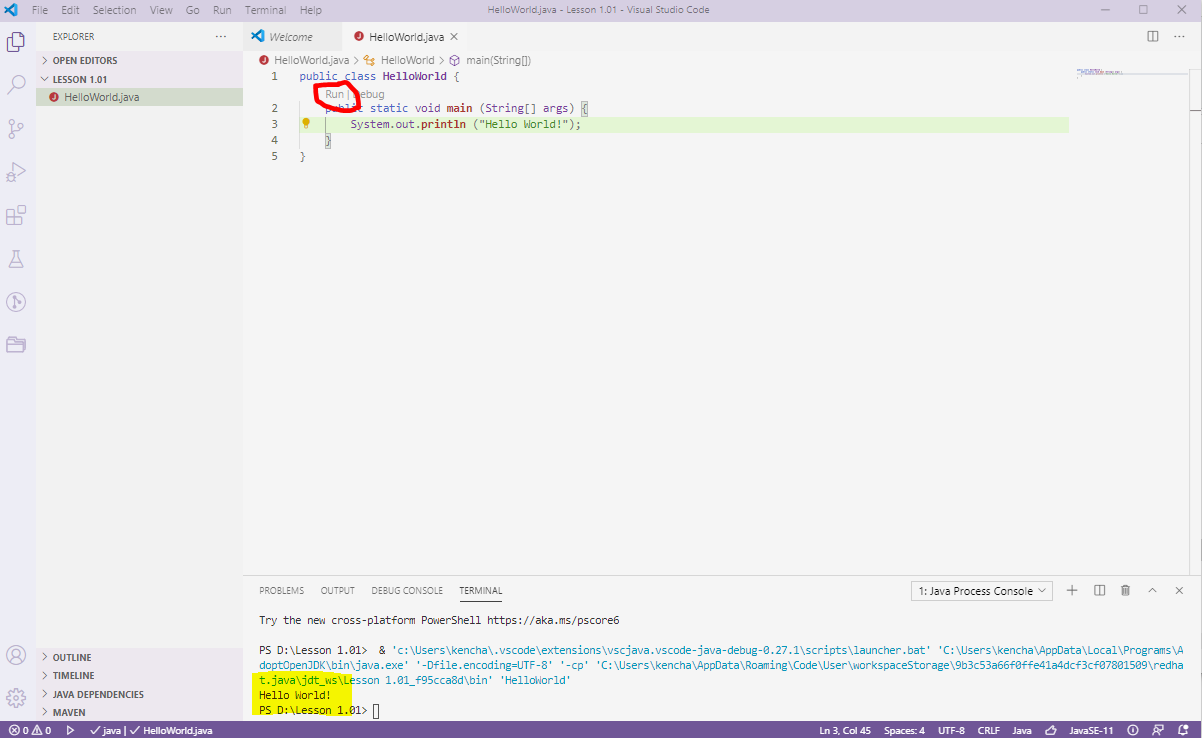 File Edit Selection View Go Run Terminal Help
HelloWorld.java - Lesson 1.01 - Visual Studio Code
EXPLORER
OPEN EDITORS
LESSON 1.01
HelloWorld.java
Welcome
HelloWorld.java
HelloWorld.java > HelloWorld > main(String[])
1 public class HelloWorld {
Run | Debug
2 public static void main (String[] args) {
3 System.out.println ("Hello World!");
4 }
5 }
PROBLEMS OUTPUT DEBUG CONSOLE TERMINAL
1: Java Process Console
Try the new cross-platform PowerShell https://aka.ms/pscore6
PS D:\Lesson 1.01>  & 'c:\Users\kencha\.vscode\extensions\vscjava.vscode-java-debug-0.27.1\scripts\launcher.bat' 'C:\Users\kencha\AppData\Local\Programs\A
doptOpenJDK\bin\java.exe' '-Dfile.encoding=UTF-8' '-cp' 'C:\Users\kencha\AppData\Roaming\Code\User\workspaceStorage\9b3c53a66f0ffe41a4dcf3cf07801509\redha
t.java\jdt_ws\Lesson 1.01_f95cca8d\bin' 'HelloWorld'
Hello World!
PS D:\Lesson 1.01>
OUTLINE
TIMELINE
JAVA DEPENDENCIES
MAVEN
0 0 java | HelloWorld.java
Ln 3, Col 45 Spaces: 4 UTF-8 CRLF Java JavaSE-11